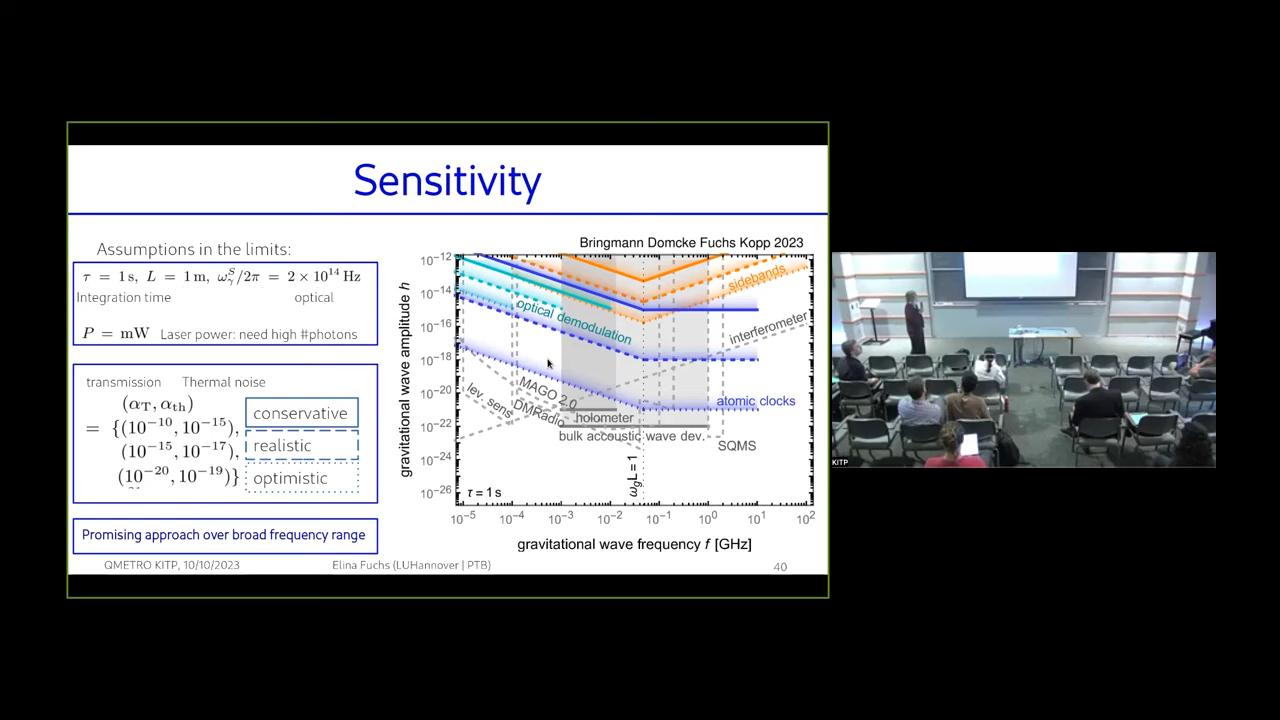 Sensitivity
Assumptions in the limits:
τ = 1 s, L = 1 m, ω_γ^S/2π = 2 × 10^14 Hz
Integration time optical
P = mW Laser power: need high #photons
transmission Thermal noise
(α_T, α_th)
= {(10^−10, 10^−15), conservative
(10^−15, 10^−17), realistic
(10^−20, 10^−19)} optimistic
Promising approach over broad frequency range
Bringmann Domcke Fuchs Kopp 2023
gravitational wave amplitude h
10^−12
10^−14
10^−16
10^−18
10^−20
10^−22
10^−24
10^−26
sidebands
optical demodulation
interferometer
atomic clocks
MAGO 2.0
lev. sens.
DMRadio
holometer
bulk acoustic wave dev.
SQMS
ω_g L = 1
τ = 1 s
10^−5 10^−4 10^−3 10^−2 10^−1 10^0 10^1 10^2
gravitational wave frequency f [GHz]
QMETRO KITP, 10/10/2023 Elina Fuchs (LUHannover | PTB) 40
KITP